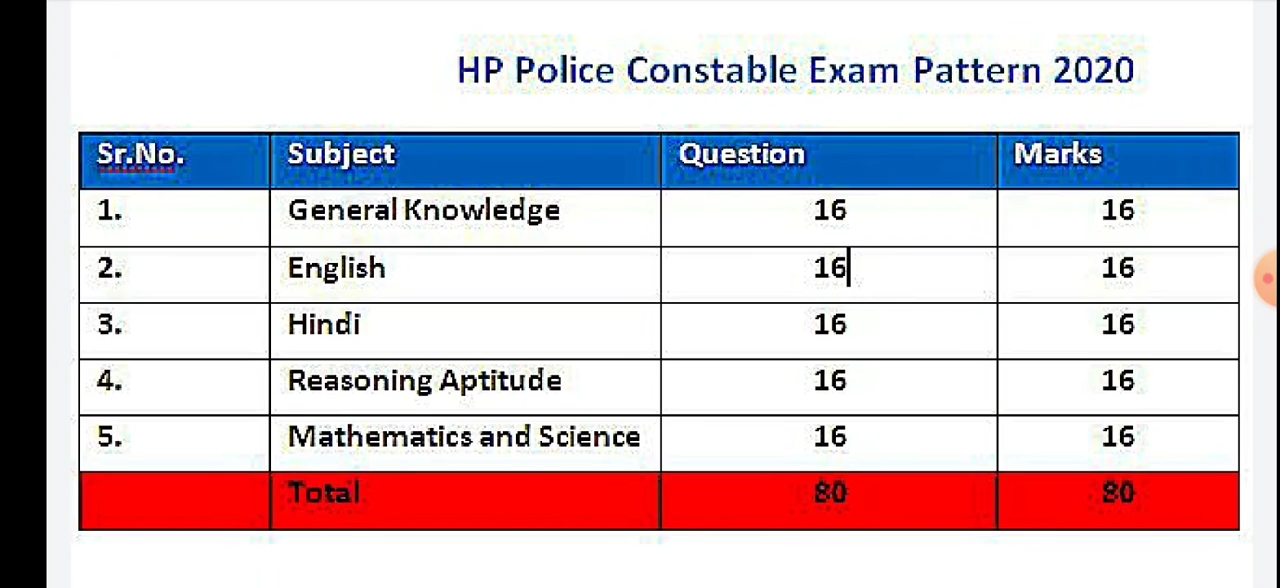 HP Police Constable Exam Pattern 2020
Sr.No. Subject Question Marks
1. General Knowledge 16 16
2. English 16 16
3. Hindi 16 16
4. Reasoning Aptitude 16 16
5. Mathematics and Science 16 16
Total 80 80